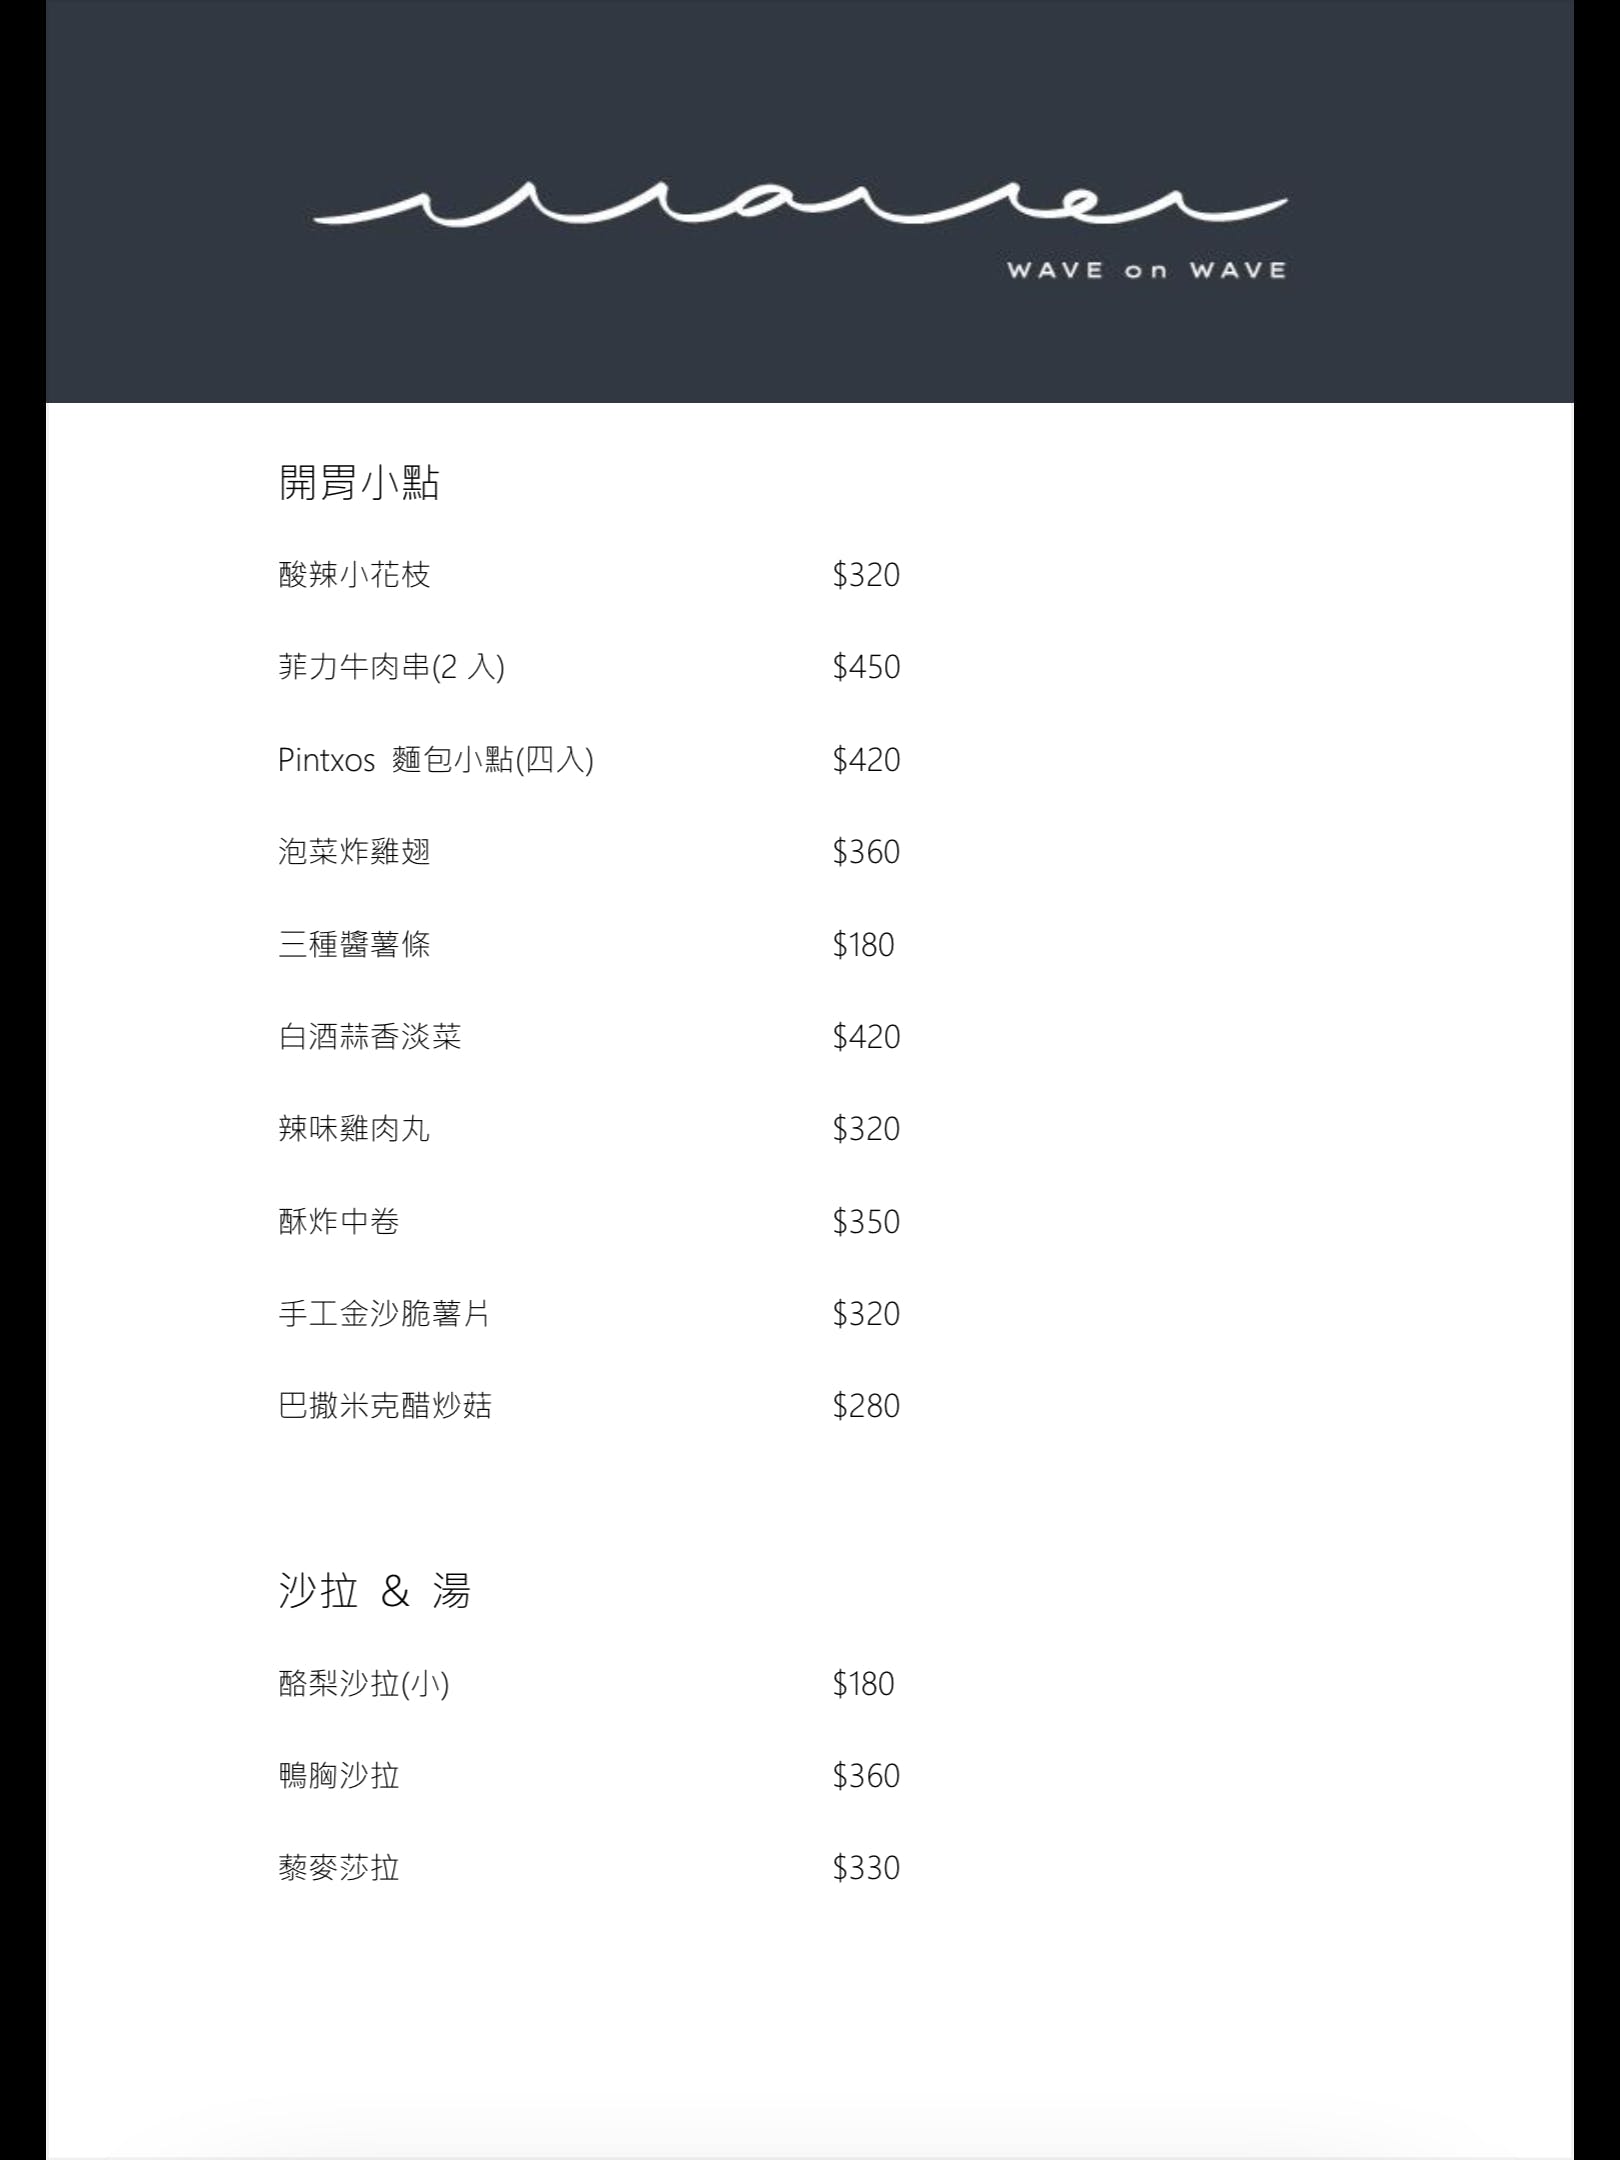 wave
WAVE on WAVE
開胃小點
酸辣小花枝 $320
菲力牛肉串(2 入) $450
Pintxos 麵包小點(四入) $420
泡菜炸雞翅 $360
三種醬薯條 $180
白酒蒜香淡菜 $420
辣味雞肉丸 $320
酥炸中卷 $350
手工金沙脆薯片 $320
巴撒米克醋炒菇 $280
沙拉 & 湯
酪梨沙拉(小) $180
鴨胸沙拉 $360
藜麥莎拉 $330